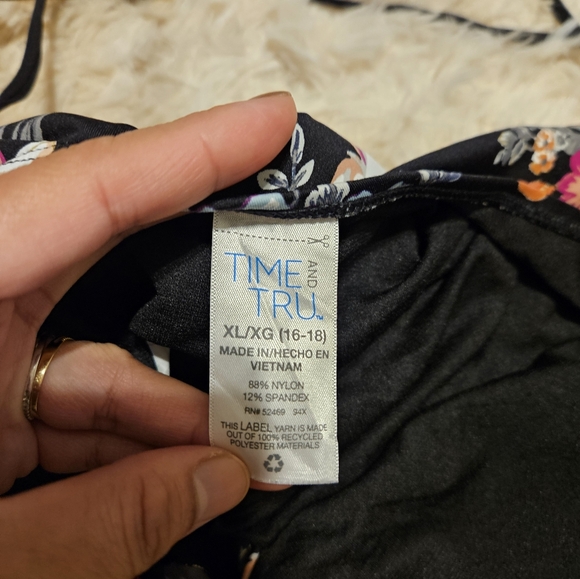 TIME AND
TRU™
XL/XG (16-18)
MADE IN/HECHO EN
VIETNAM
88% NYLON
12% SPANDEX
RN# 52469 94X
THIS LABEL YARN IS MADE
OUT OF 100% RECYCLED
POLYESTER MATERIALS